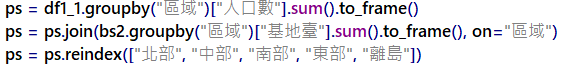 ps = df1_1.groupby("區域")["人口數"].sum().to_frame()
ps = ps.join(bs2.groupby("區域")["基地臺"].sum().to_frame(), on="區域")
ps = ps.reindex(["北部", "中部", "南部", "東部", "離島"])